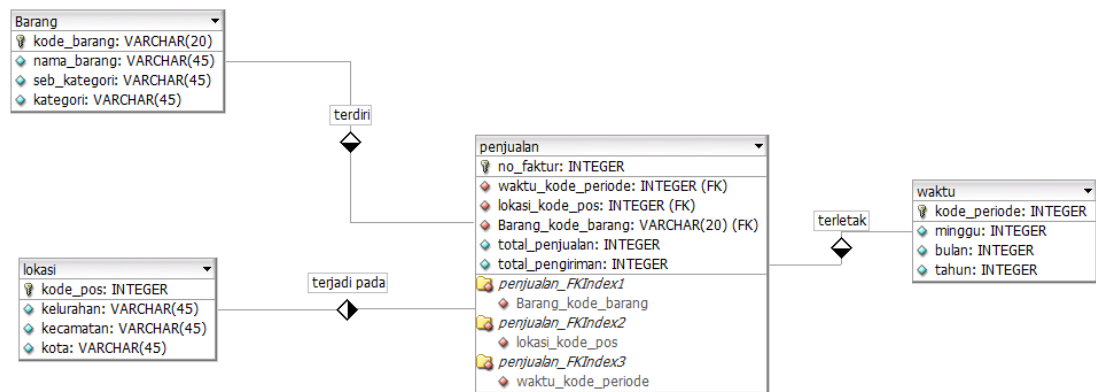 Barang
kode_barang: VARCHAR(20)
nama_barang: VARCHAR(45)
seb_kategori: VARCHAR(45)
kategori: VARCHAR(45)
terdiri
penjualan
no_faktur: INTEGER
waktu_kode_periode: INTEGER (FK)
lokasi_kode_pos: INTEGER (FK)
Barang_kode_barang: VARCHAR(20) (FK)
total_penjualan: INTEGER
total_pengiriman: INTEGER
penjualan_FKIndex1
Barang_kode_barang
penjualan_FKIndex2
lokasi_kode_pos
penjualan_FKIndex3
waktu_kode_periode
terletak
waktu
kode_periode: INTEGER
minggu: INTEGER
bulan: INTEGER
tahun: INTEGER
lokasi
kode_pos: INTEGER
kelurahan: VARCHAR(45)
kecamatan: VARCHAR(45)
kota: VARCHAR(45)
terjadi pada